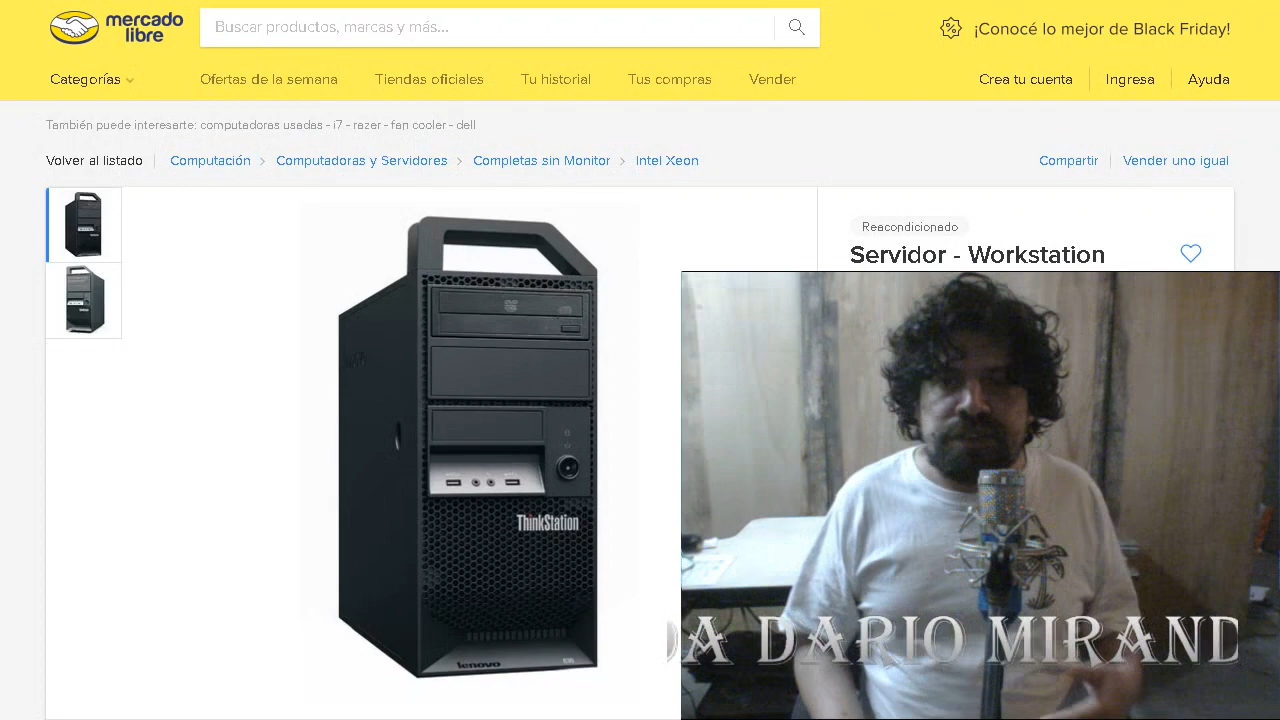 mercado
libre
Buscar productos, marcas y más...
¡Conocé lo mejor de Black Friday!
Categorías
Ofertas de la semana
Tiendas oficiales
Tu historial
Tus compras
Vender
Crea tu cuenta
Ingresa
Ayuda
También puede interesarte: computadoras usadas - i7 - razer - fan cooler - dell
Volver al listado
Computación
Computadoras y Servidores
Completas sin Monitor
Intel Xeon
Compartir
Vender uno igual
Reacondicionado
Servidor - Workstation
ThinkStation
lenovo
DA DARIO MIRAND